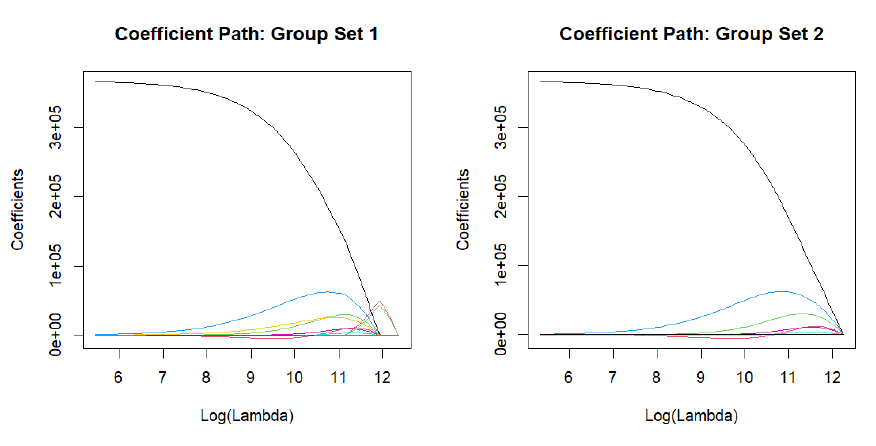 Coefficient Path: Group Set 1
Coefficients
0e+00 1e+05 2e+05 3e+05
6 7 8 9 10 11 12
Log(Lambda)
Coefficient Path: Group Set 2
Coefficients
0e+00 1e+05 2e+05 3e+05
6 7 8 9 10 11 12
Log(Lambda)